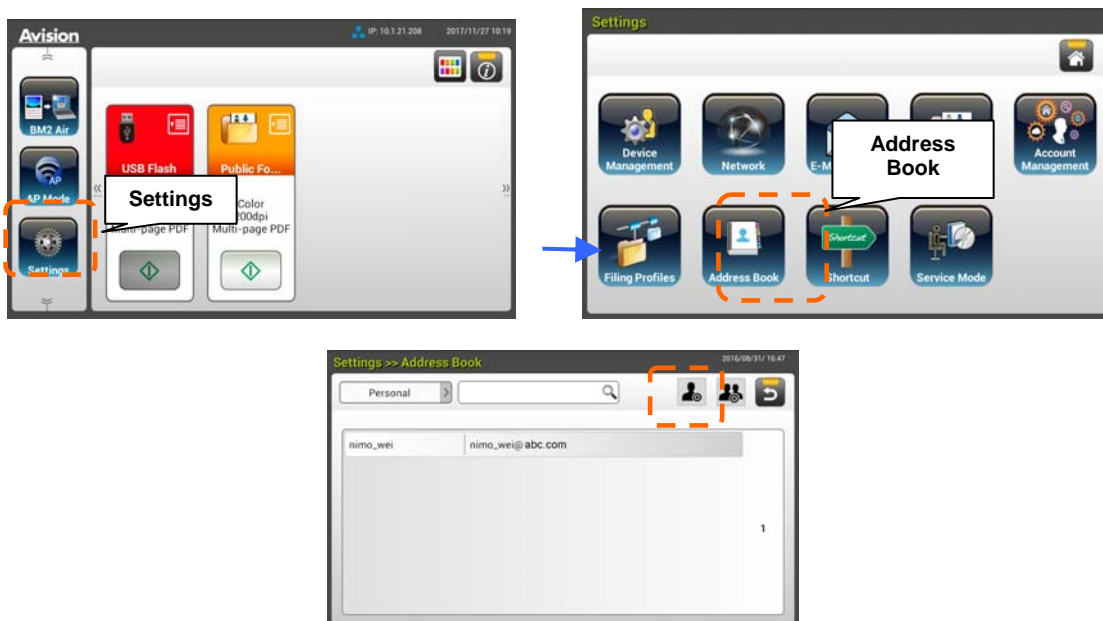 Avision
IP: 10.1.21.208
2017/11/27 10:19
BM2 Air
AP
AP Mode
Settings
USB Flash
Public Fo...
Settings
Color
200dpi
Multi-page PDF
Multi-page PDF
Settings
Device
Management
Network
E-M
Address
Book
Account
Management
Filing Profiles
Address Book
Shortcut
Shortcut
Service Mode
Settings >> Address Book
2016/08/31/ 16:47
Personal
nimo_wei
nimo_wei@abc.com
1